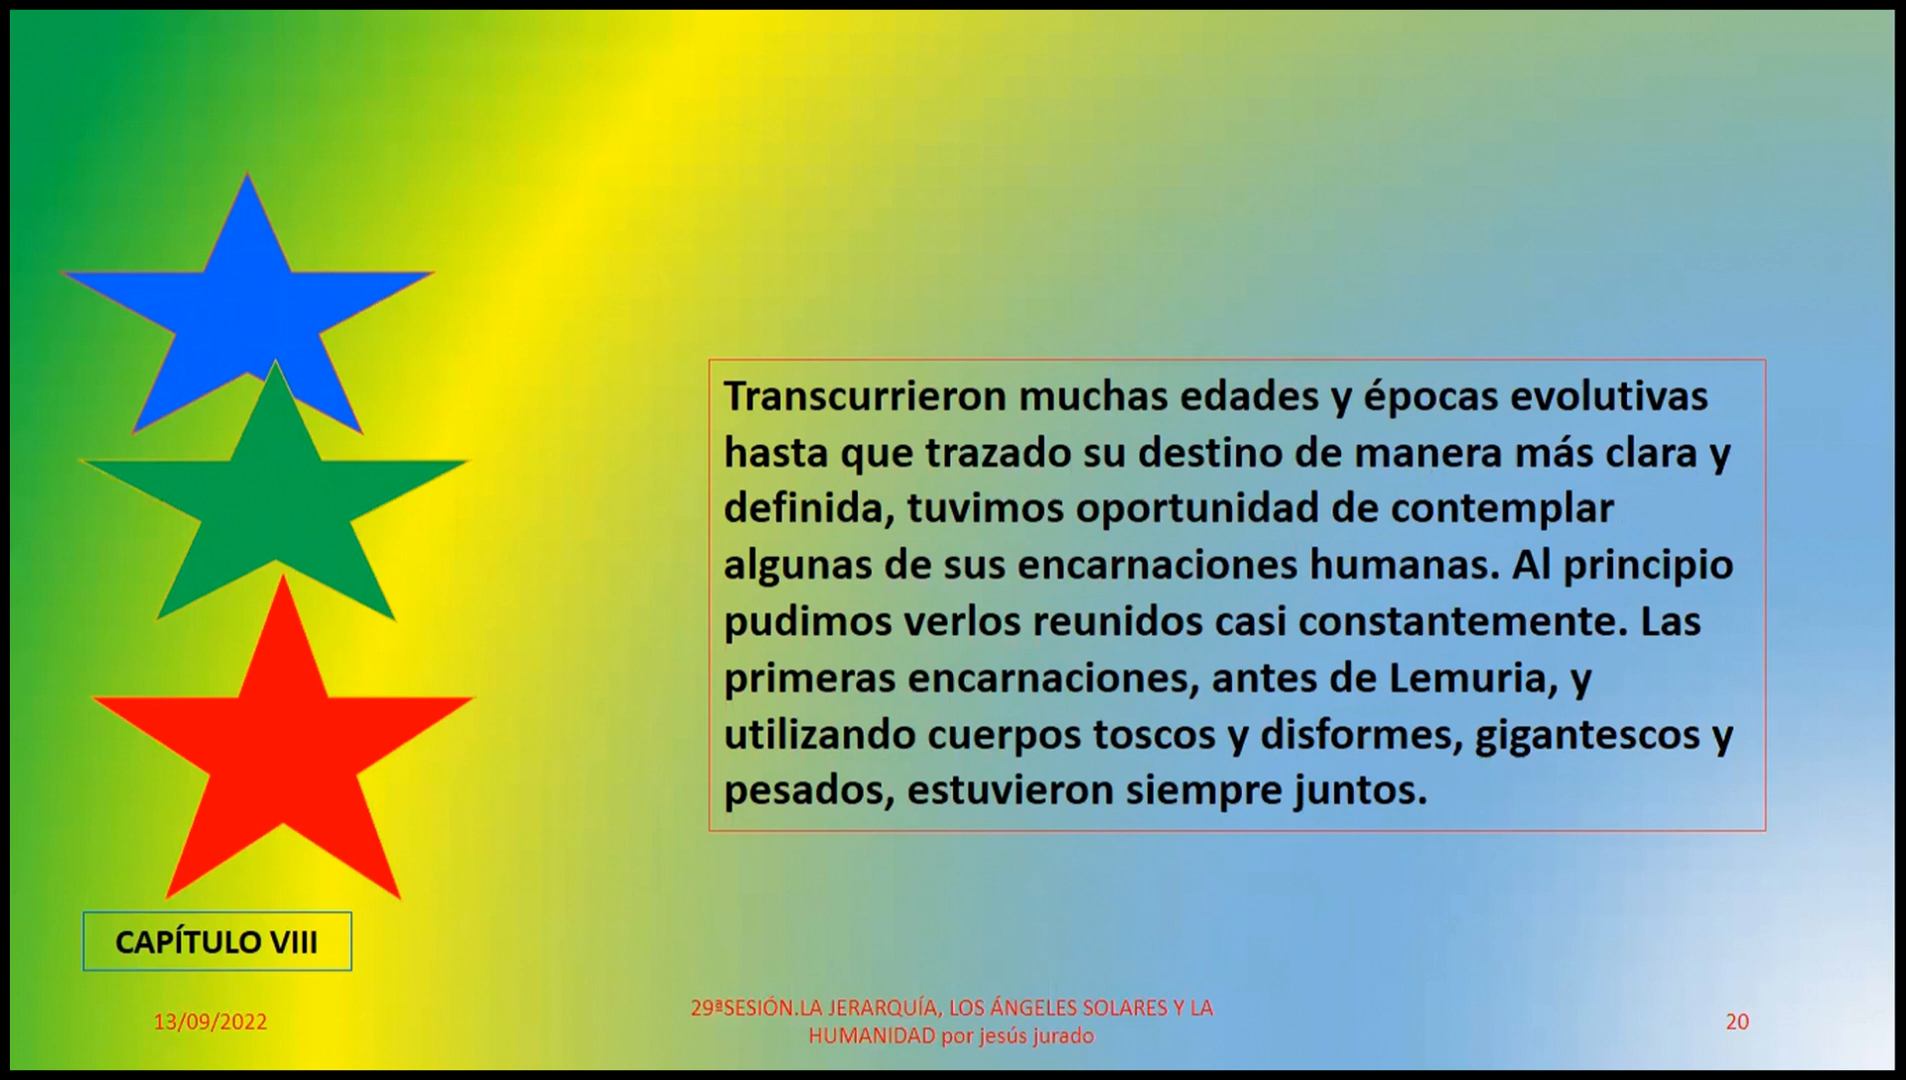 Transcurrieron muchas edades y épocas evolutivas
hasta que trazado su destino de manera más clara y
definida, tuvimos oportunidad de contemplar
algunas de sus encarnaciones humanas. Al principio
pudimos verlos reunidos casi constantemente. Las
primeras encarnaciones, antes de Lemuria, y
utilizando cuerpos toscos y disformes, gigantescos y
pesados, estuvieron siempre juntos.
CAPÍTULO VIII
13/09/2022
29ªSESIÓN.LA JERARQUÍA, LOS ÁNGELES SOLARES Y LA
HUMANIDAD por jesús jurado
20